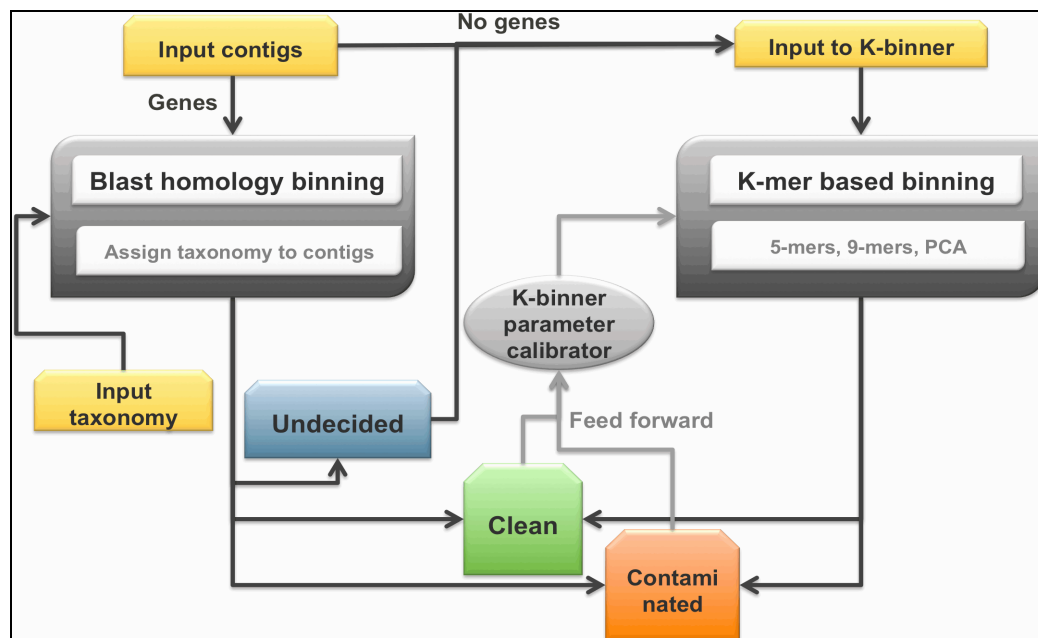 No genes
Input contigs
Input to K-binner
Genes
Blast homology binning
Assign taxonomy to contigs
K-mer based binning
5-mers, 9-mers, PCA
K-binner
parameter
calibrator
Input
taxonomy
Undecided
Feed forward
Clean
Contami
nated